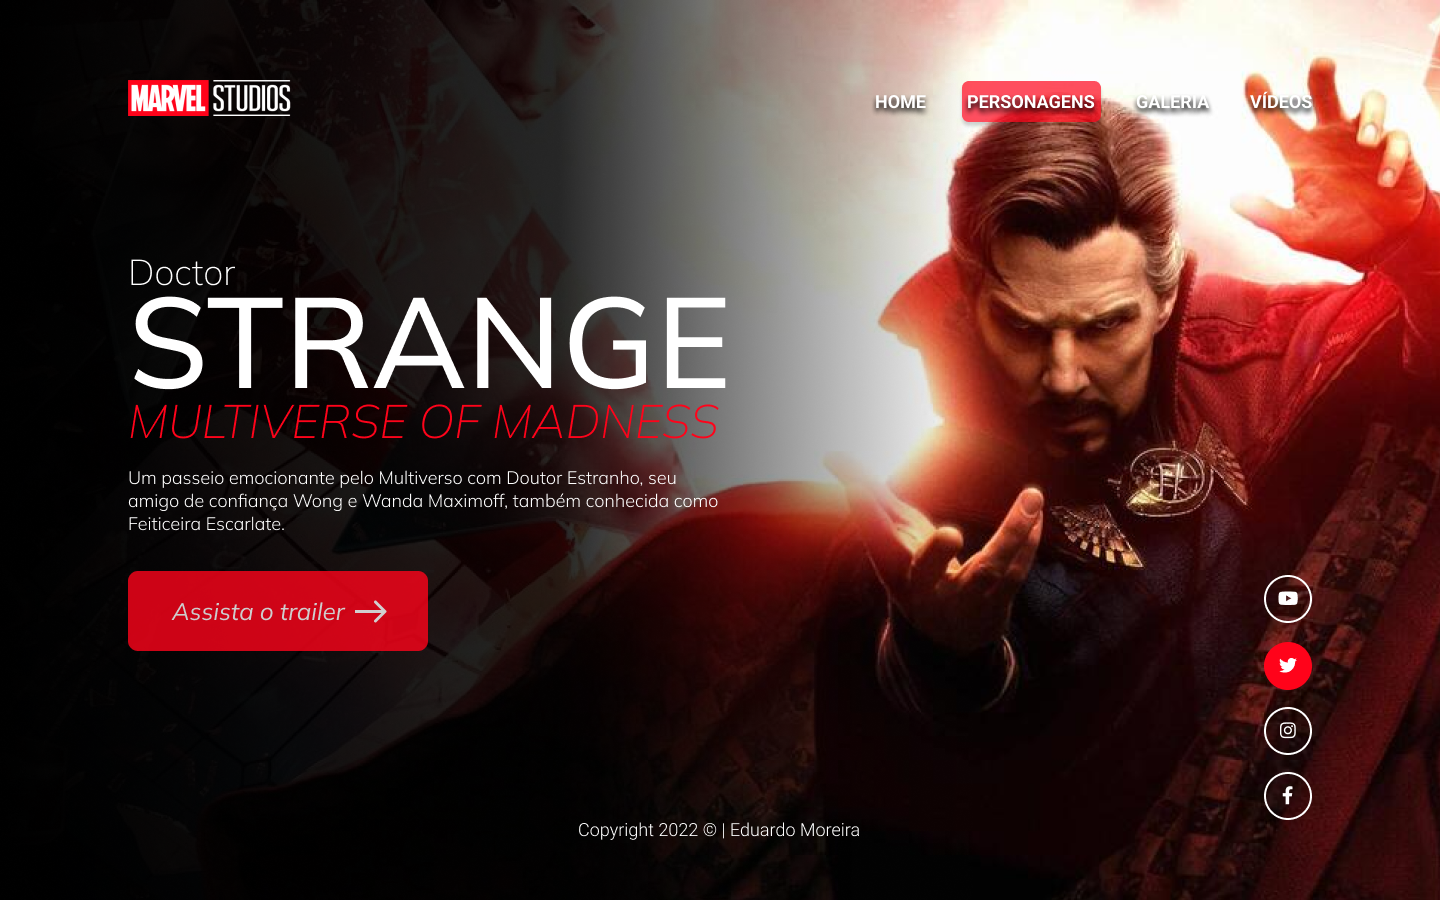 MARVEL STUDIOS
HOME
PERSONAGENS
GALERIA
VÍDEOS
Doctor
STRANGE
MULTIVERSE OF MADNESS
Um passeio emocionante pelo Multiverso com Doutor Estranho, seu
amigo de confiança Wong e Wanda Maximoff, também conhecida como
Feiticeira Escarlate.
Assista o trailer
Copyright 2022 © | Eduardo Moreira